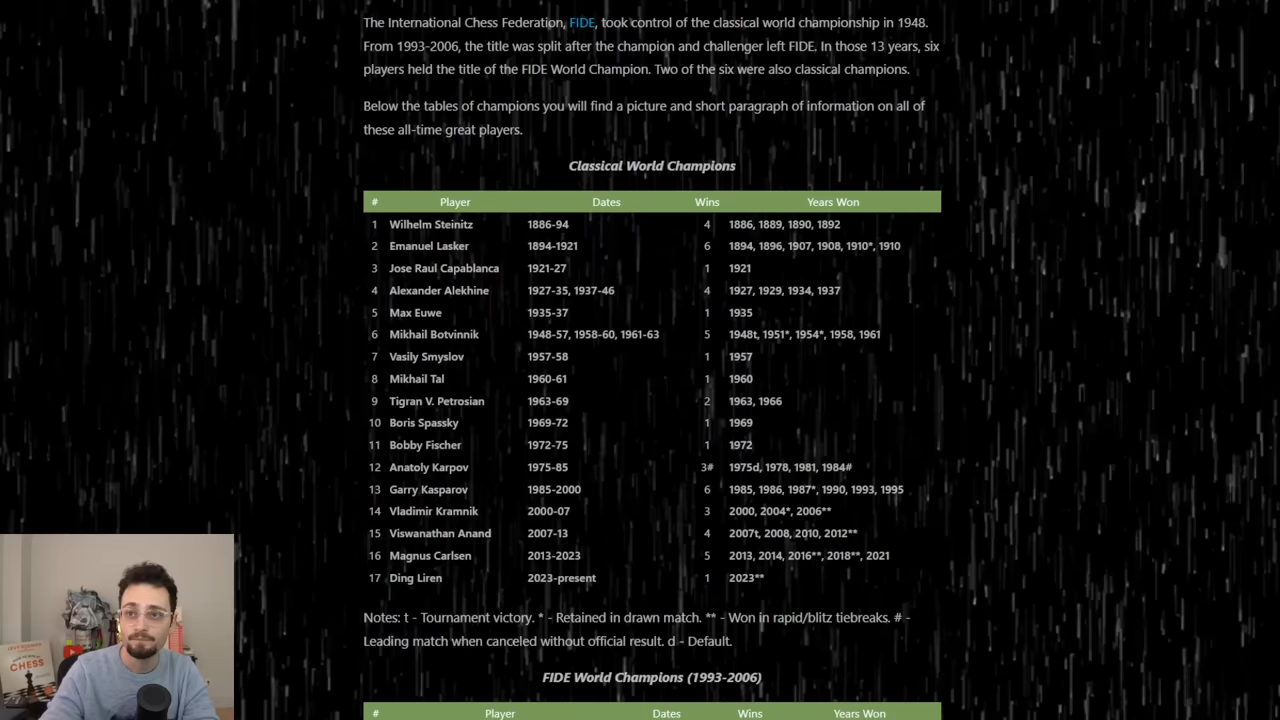 The International Chess Federation, FIDE, took control of the classical world championship in 1948.
From 1993-2006, the title was split after the champion and challenger left FIDE. In those 13 years, six
players held the title of the FIDE World Champion. Two of the six were also classical champions.
Below the tables of champions you will find a picture and short paragraph of information on all of
these all-time great players.
Classical World Champions
# Player Dates Wins Years Won
1 Wilhelm Steinitz 1886-94 4 1886, 1889, 1890, 1892
2 Emanuel Lasker 1894-1921 6 1894, 1896, 1907, 1908, 1910*, 1910
3 Jose Raul Capablanca 1921-27 1 1921
4 Alexander Alekhine 1927-35, 1937-46 4 1927, 1929, 1934, 1937
5 Max Euwe 1935-37 1 1935
6 Mikhail Botvinnik 1948-57, 1958-60, 1961-63 5 1948t, 1951*, 1954*, 1958, 1961
7 Vasily Smyslov 1957-58 1 1957
8 Mikhail Tal 1960-61 1 1960
9 Tigran V. Petrosian 1963-69 2 1963, 1966
10 Boris Spassky 1969-72 1 1969
11 Bobby Fischer 1972-75 1 1972
12 Anatoly Karpov 1975-85 3# 1975d, 1978, 1981, 1984#
13 Garry Kasparov 1985-2000 6 1985, 1986, 1987*, 1990, 1993, 1995
14 Vladimir Kramnik 2000-07 3 2000, 2004*, 2006**
15 Viswanathan Anand 2007-13 4 2007t, 2008, 2010, 2012**
16 Magnus Carlsen 2013-2023 5 2013, 2014, 2016**, 2018**, 2021
17 Ding Liren 2023-present 1 2023**
Notes: t - Tournament victory. * - Retained in drawn match. ** - Won in rapid/blitz tiebreaks. # -
Leading match when canceled without official result. d - Default.
FIDE World Champions (1993-2006)
# Player Dates Wins Years Won
CHESS